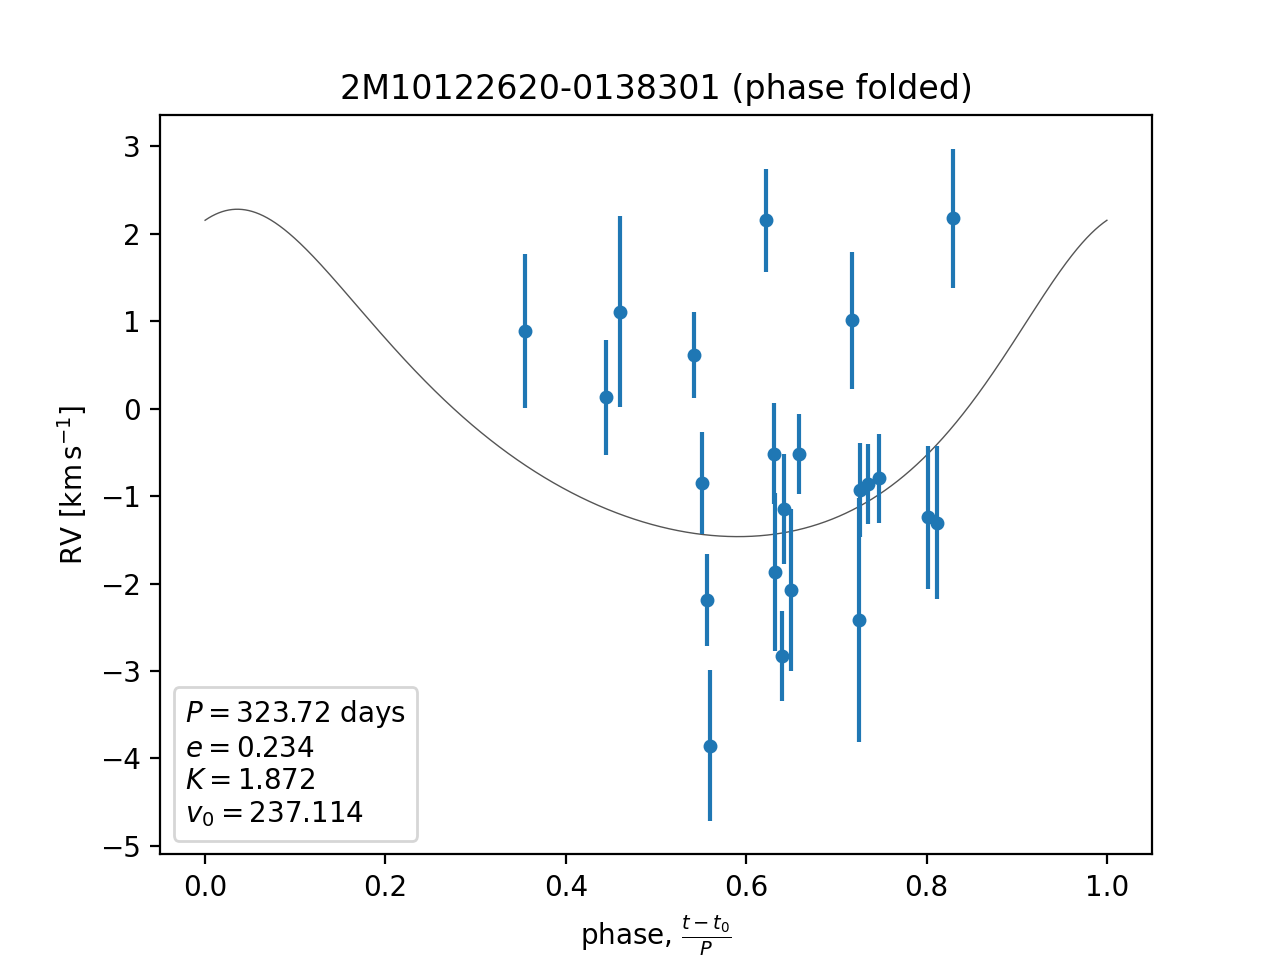 2M10122620-0138301 (phase folded)
3
2
1
0
−1
−2
−3
−4
−5
RV [km s⁻¹]
P = 323.72 days
e = 0.234
K = 1.872
v₀ = 237.114
0.0 0.2 0.4 0.6 0.8 1.0
phase, (t − t₀)/P